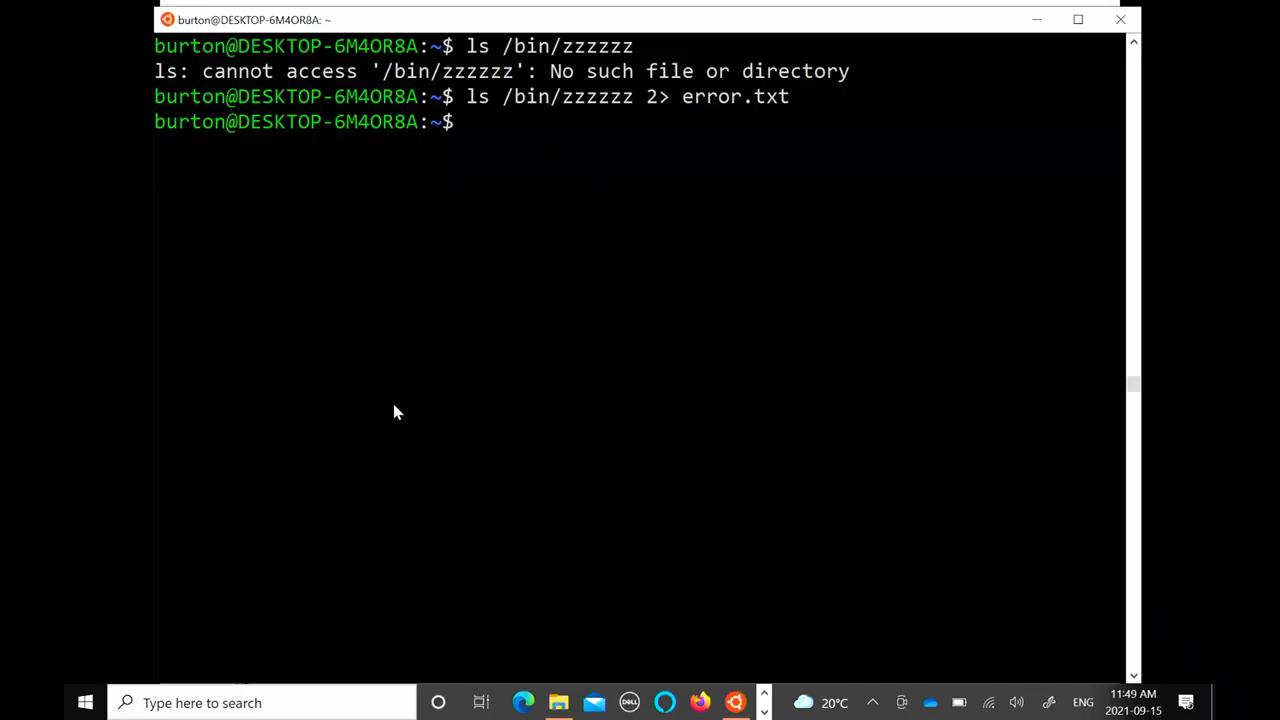 burton@DESKTOP-6M4OR8A: ~
burton@DESKTOP-6M4OR8A:~$ ls /bin/zzzzzz
ls: cannot access '/bin/zzzzzz': No such file or directory
burton@DESKTOP-6M4OR8A:~$ ls /bin/zzzzzz 2> error.txt
burton@DESKTOP-6M4OR8A:~$
Type here to search
DELL
20°C
ENG
11:49 AM
2021-09-15